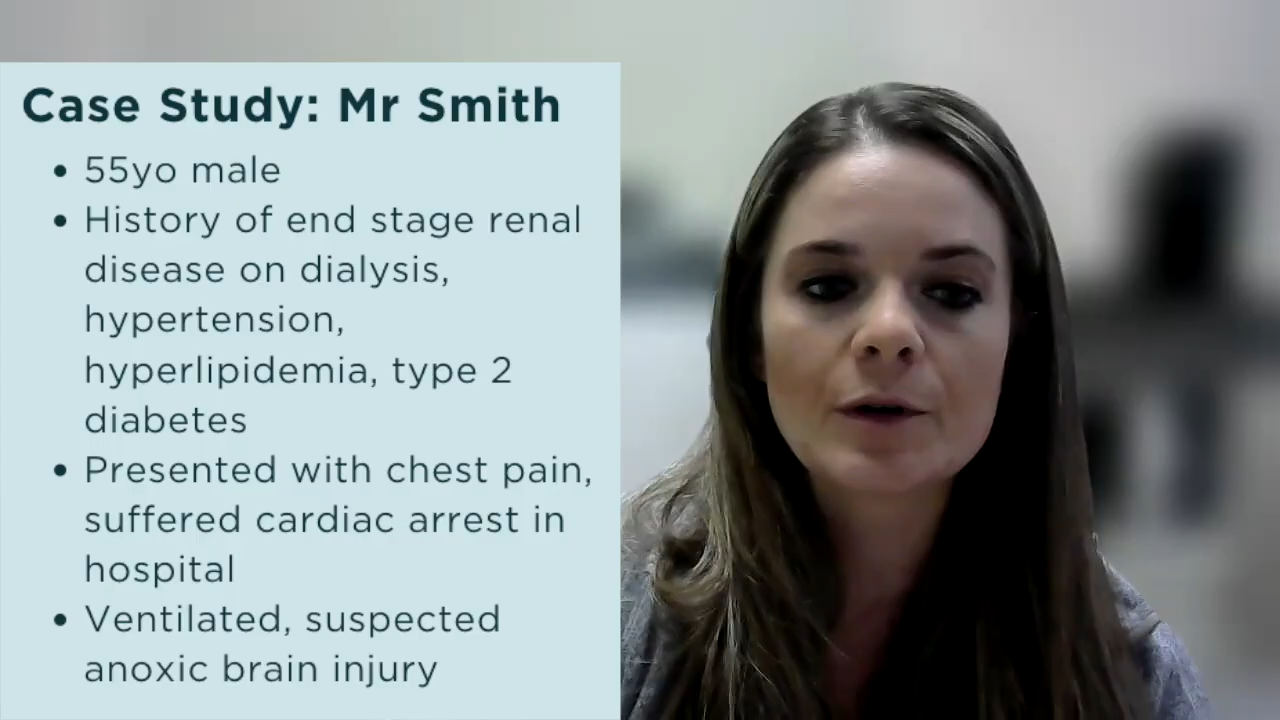 Case Study: Mr Smith
• 55yo male
• History of end stage renal
disease on dialysis,
hypertension,
hyperlipidemia, type 2
diabetes
• Presented with chest pain,
suffered cardiac arrest in
hospital
• Ventilated, suspected
anoxic brain injury